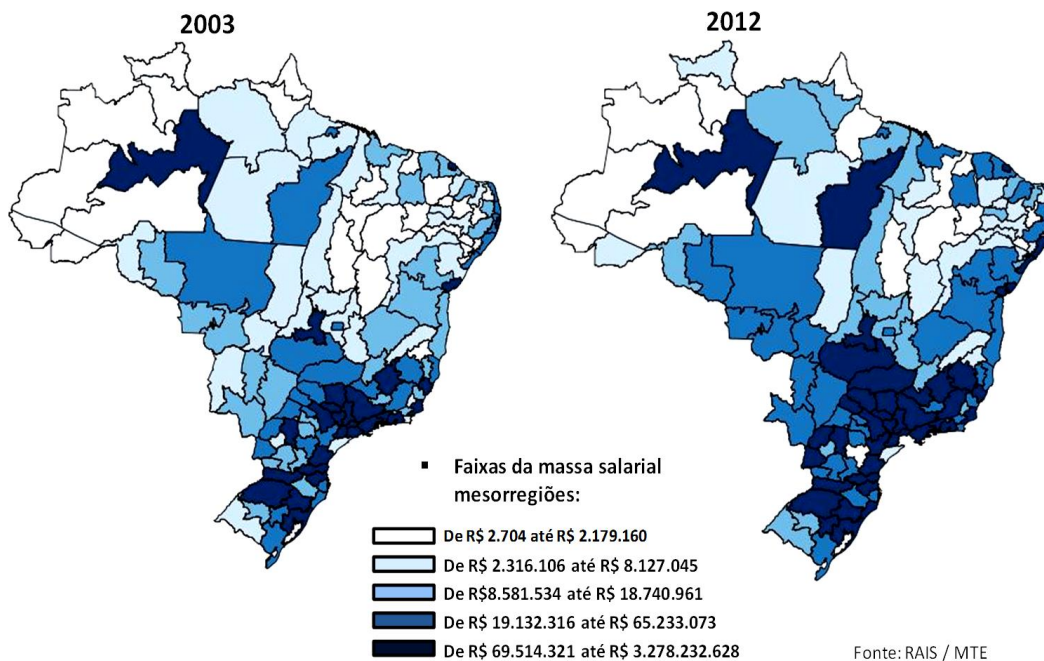 2003
2012
▪ Faixas da massa salarial
mesorregiões:
De R$ 2.704 até R$ 2.179.160
De R$ 2.316.106 até R$ 8.127.045
De R$8.581.534 até R$ 18.740.961
De R$ 19.132.316 até R$ 65.233.073
De R$ 69.514.321 até R$ 3.278.232.628
Fonte: RAIS / MTE